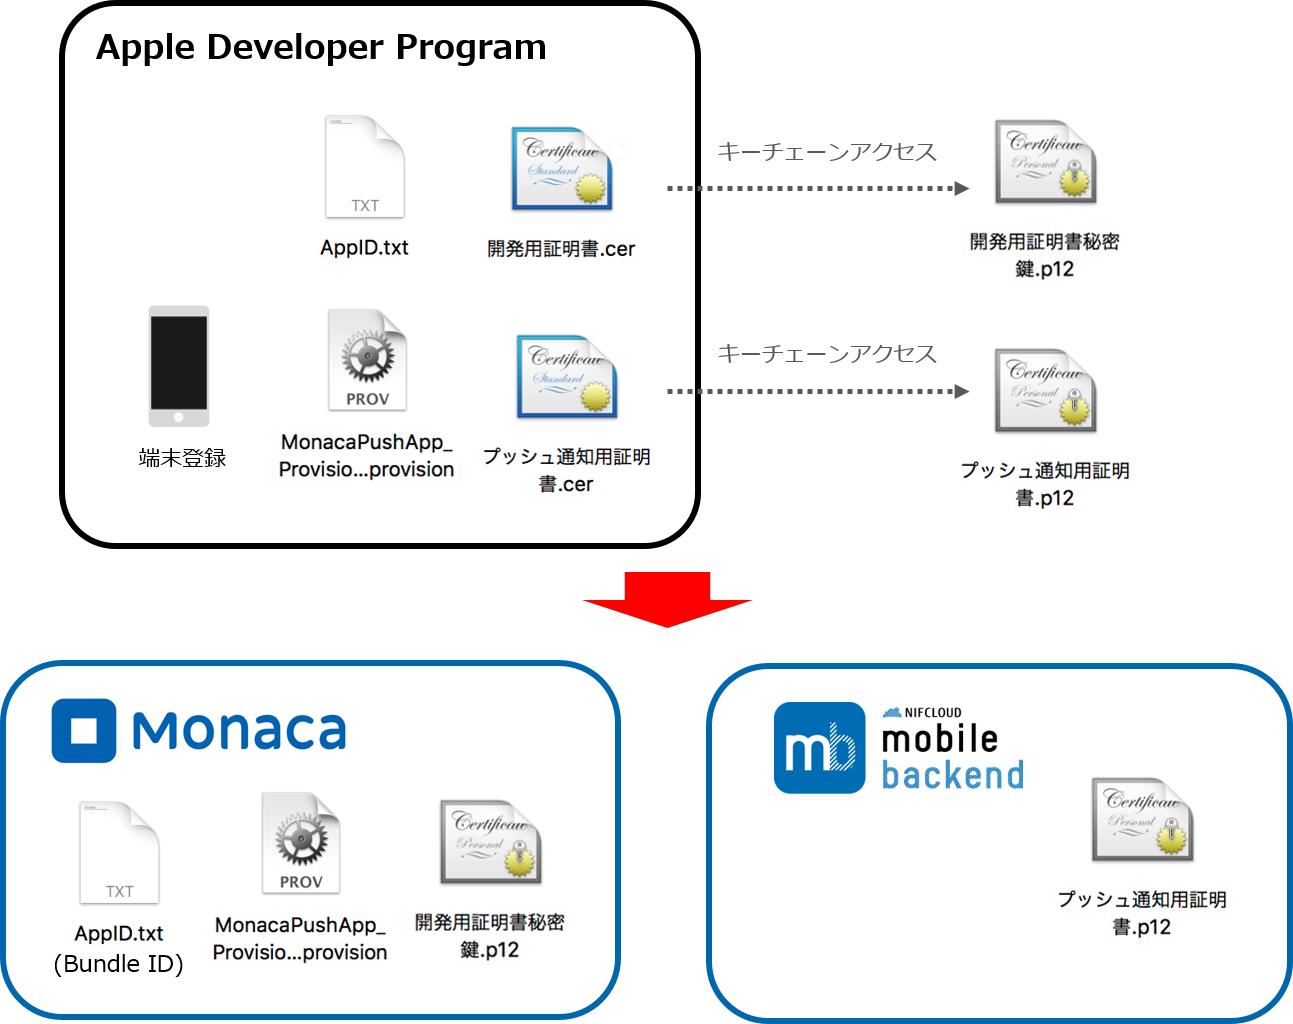 Apple Developer Program
TXT
AppID.txt
Certificate
Standard
開発用証明書.cer
キーチェーンアクセス
Certificate
Personal
開発用証明書秘密
鍵.p12
端末登録
PROV
MonacaPushApp_
Provisio...provision
Certificate
Standard
プッシュ通知用証明
書.cer
キーチェーンアクセス
Certificate
Personal
プッシュ通知用証明
書.p12
Monaca
TXT
AppID.txt
(Bundle ID)
PROV
MonacaPushApp_
Provisio...provision
Certificate
Personal
開発用証明書秘密
鍵.p12
mb
NIFCLOUD
mobile
backend
Certificate
Personal
プッシュ通知用証明
書.p12